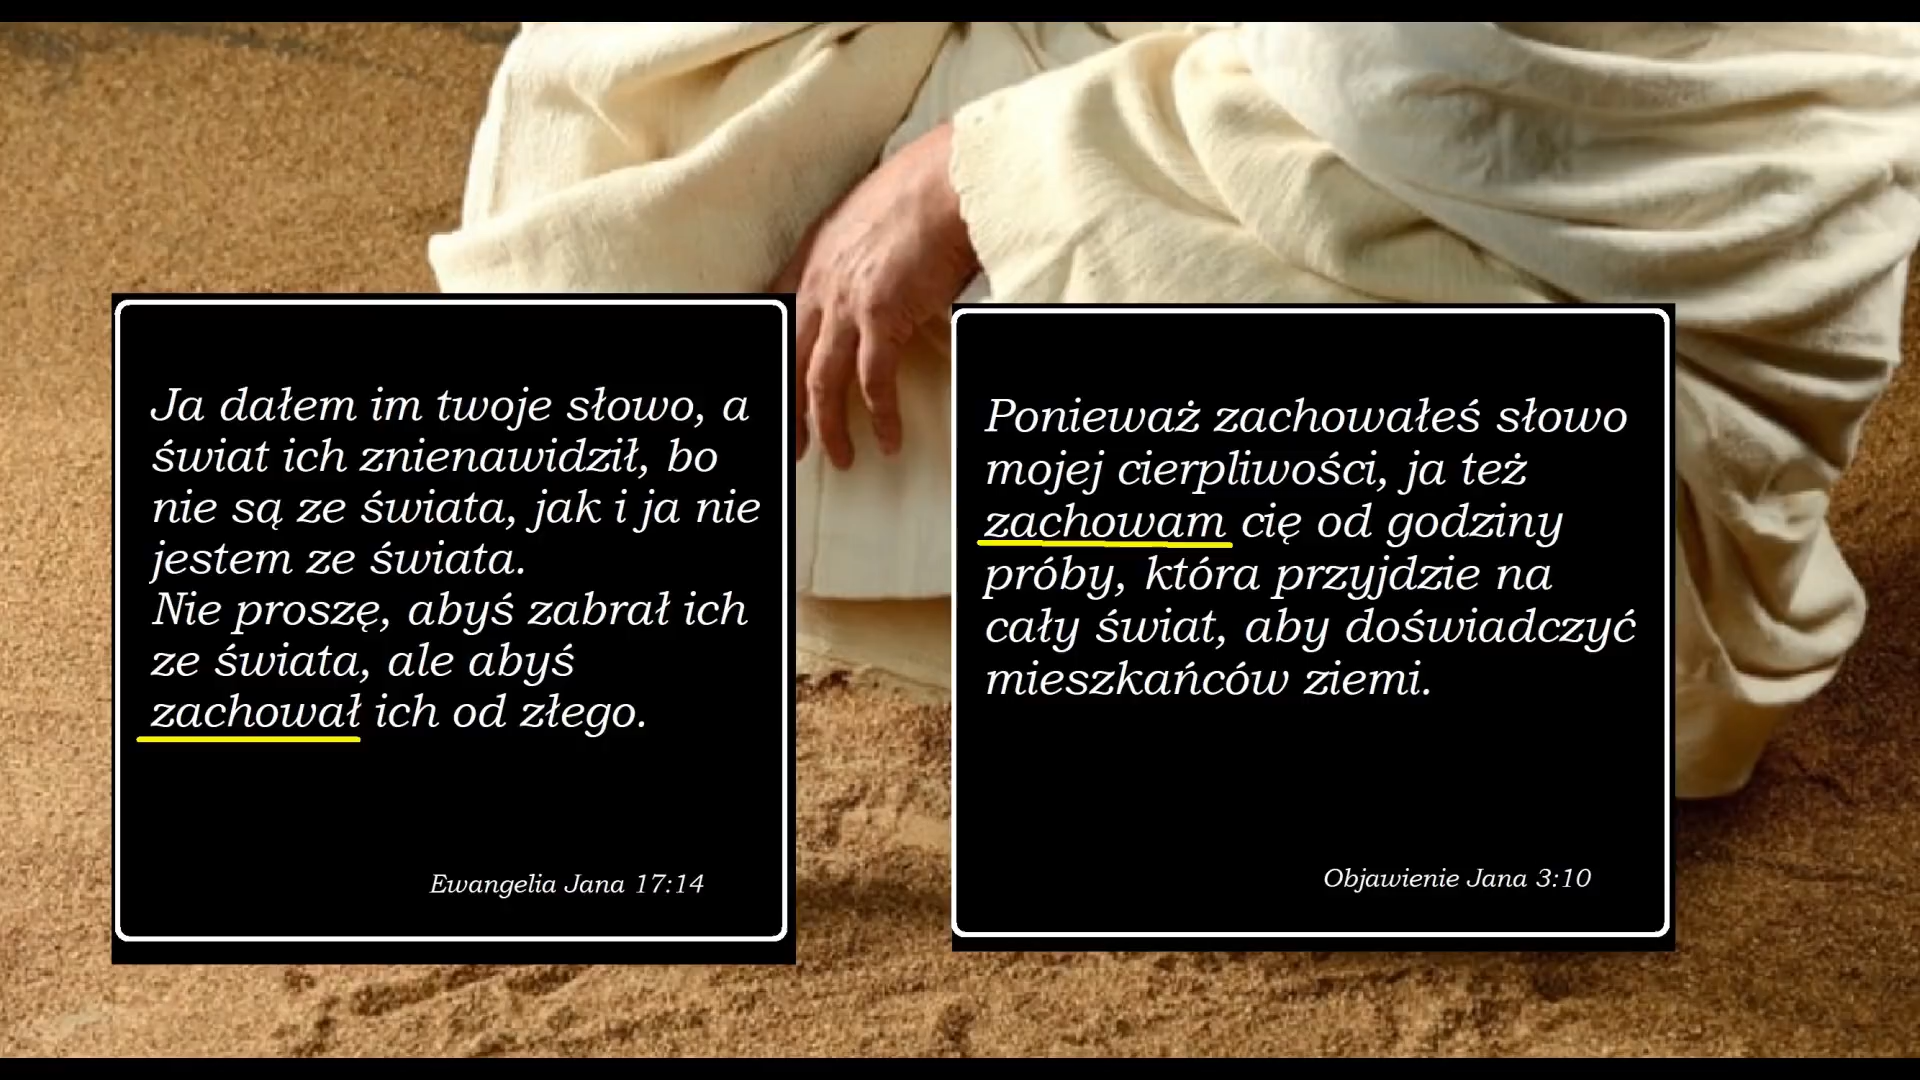 Ja dałem im twoje słowo, a
świat ich znienawidził, bo
nie są ze świata, jak i ja nie
jestem ze świata.
Nie proszę, abyś zabrał ich
ze świata, ale abyś
zachował ich od złego.
Ewangelia Jana 17:14
Ponieważ zachowałeś słowo
mojej cierpliwości, ja też
zachowam cię od godziny
próby, która przyjdzie na
cały świat, aby doświadczyć
mieszkańców ziemi.
Objawienie Jana 3:10